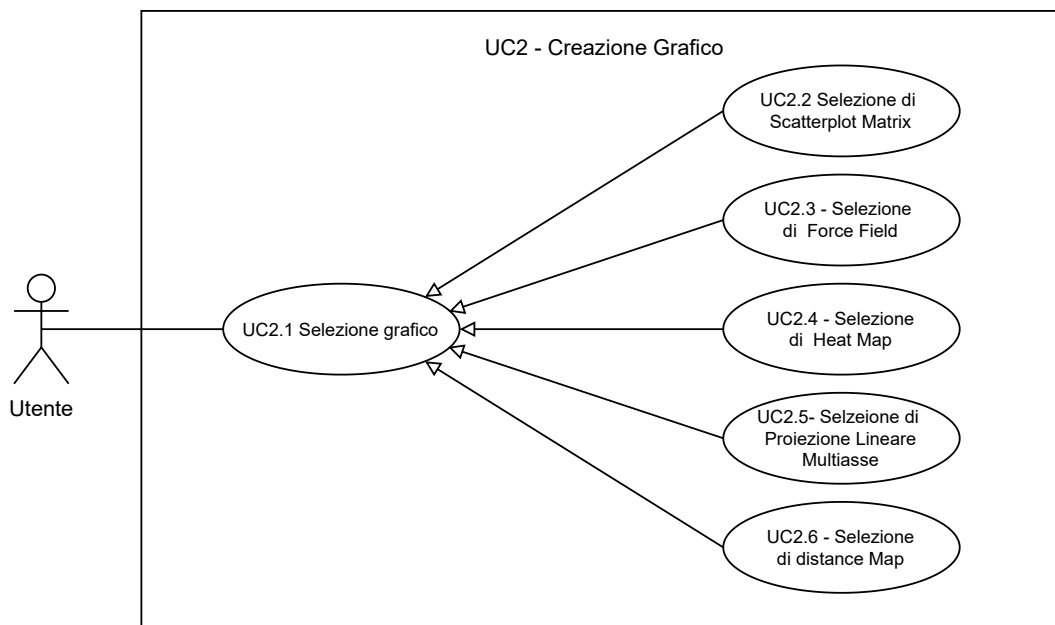 UC2 - Creazione Grafico
UC2.2 Selezione di
Scatterplot Matrix
UC2.3 - Selezione
di  Force Field
UC2.1 Selezione grafico
UC2.4 - Selezione
di  Heat Map
Utente
UC2.5- Selzeione di
Proiezione Lineare
Multiasse
UC2.6 - Selezione
di distance Map